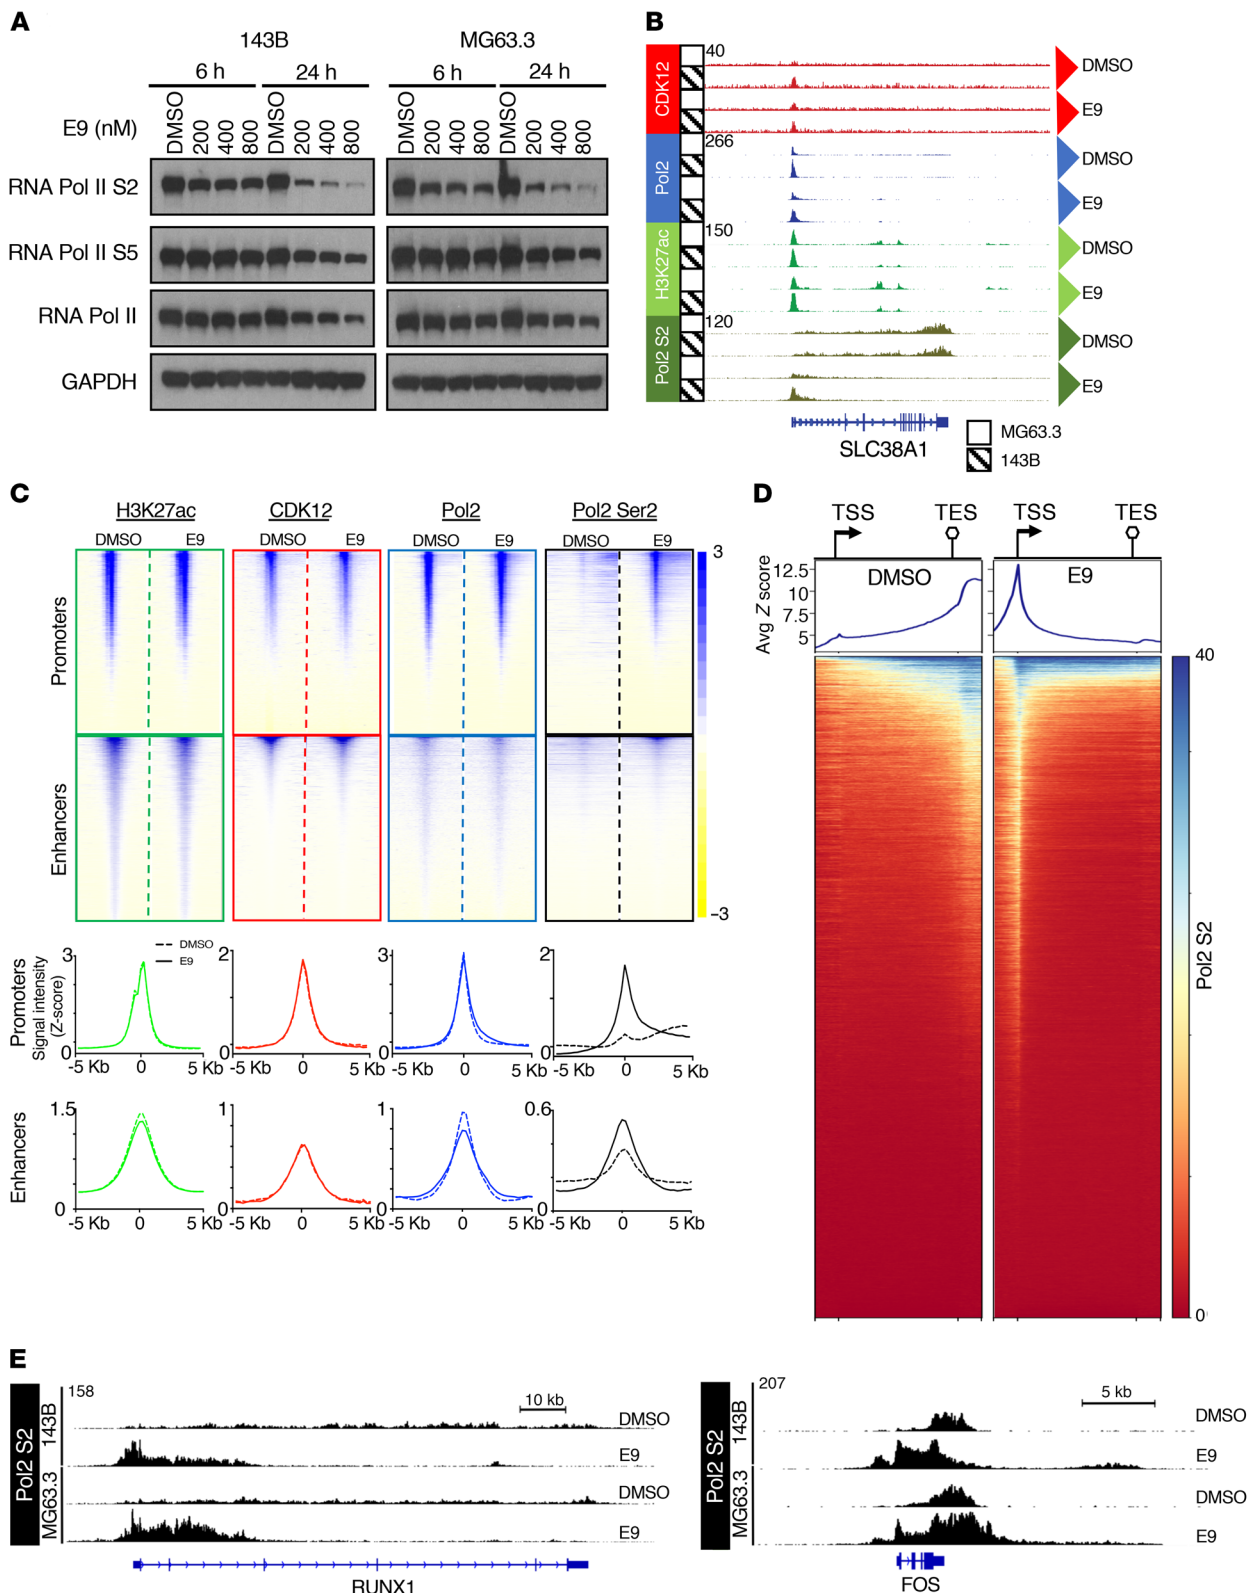 A
143B
MG63.3
6 h
24 h
6 h
24 h
E9 (nM)
DMSO
200
400
800
DMSO
200
400
800
DMSO
200
400
800
DMSO
200
400
800
RNA Pol II S2
RNA Pol II S5
RNA Pol II
GAPDH
B
CDK12
Pol2
H3K27ac
Pol2 S2
40
266
150
120
DMSO
E9
DMSO
E9
DMSO
E9
DMSO
E9
SLC38A1
MG63.3
143B
C
H3K27ac
CDK12
Pol2
Pol2 Ser2
DMSO
E9
DMSO
E9
DMSO
E9
DMSO
E9
Promoters
Enhancers
3
−3
Promoters
Signal intensity
(Z-score)
DMSO
E9
3
0
-5 Kb
0
5 Kb
2
0
-5 Kb
0
5 Kb
3
0
-5 Kb
0
5 Kb
2
0
-5 Kb
0
5 Kb
Enhancers
1.5
0
-5 Kb
0
5 Kb
1
0
-5 Kb
0
5 Kb
1
0
-5 Kb
0
5 Kb
0.6
0
-5 Kb
0
5 Kb
D
TSS
TES
TSS
TES
Avg Z score
12.5
10
7.5
5
DMSO
E9
40
Pol2 S2
0
E
Pol2 S2
143B
MG63.3
158
10 kb
DMSO
E9
DMSO
E9
RUNX1
Pol2 S2
143B
MG63.3
207
5 kb
DMSO
E9
DMSO
E9
FOS